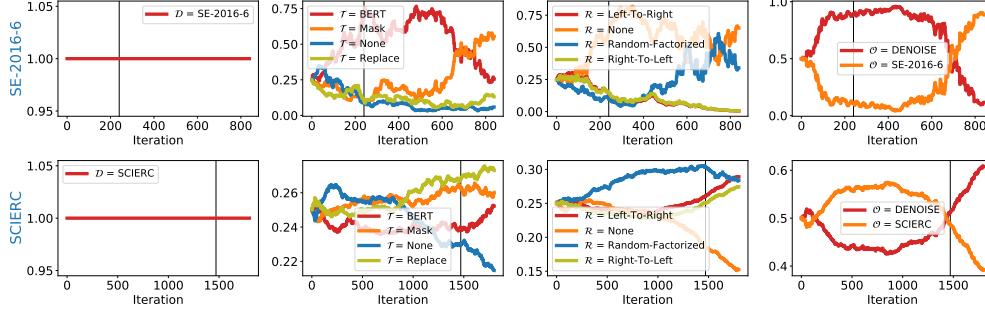 SE-2016-6
1.05
1.00
0.95
0 200 400 600 800
Iteration
𝒟 = SE-2016-6
0.75
0.50
0.25
0.00
0 200 400 600 800
Iteration
𝒯 = BERT
𝒯 = Mask
𝒯 = None
𝒯 = Replace
0.75
0.50
0.25
0.00
0 200 400 600 800
Iteration
ℛ = Left-To-Right
ℛ = None
ℛ = Random-Factorized
ℛ = Right-To-Left
1.0
0.5
0.0
0 200 400 600 800
Iteration
𝒪 = DENOISE
𝒪 = SE-2016-6
SCIERC
1.05
1.00
0.95
0 500 1000 1500
Iteration
𝒟 = SCIERC
0.26
0.24
0.22
0 500 1000 1500
Iteration
𝒯 = BERT
𝒯 = Mask
𝒯 = None
𝒯 = Replace
0.30
0.25
0.20
0.15
0 500 1000 1500
Iteration
ℛ = Left-To-Right
ℛ = None
ℛ = Random-Factorized
ℛ = Right-To-Left
0.6
0.5
0.4
0 500 1000 1500
Iteration
𝒪 = DENOISE
𝒪 = SCIERC